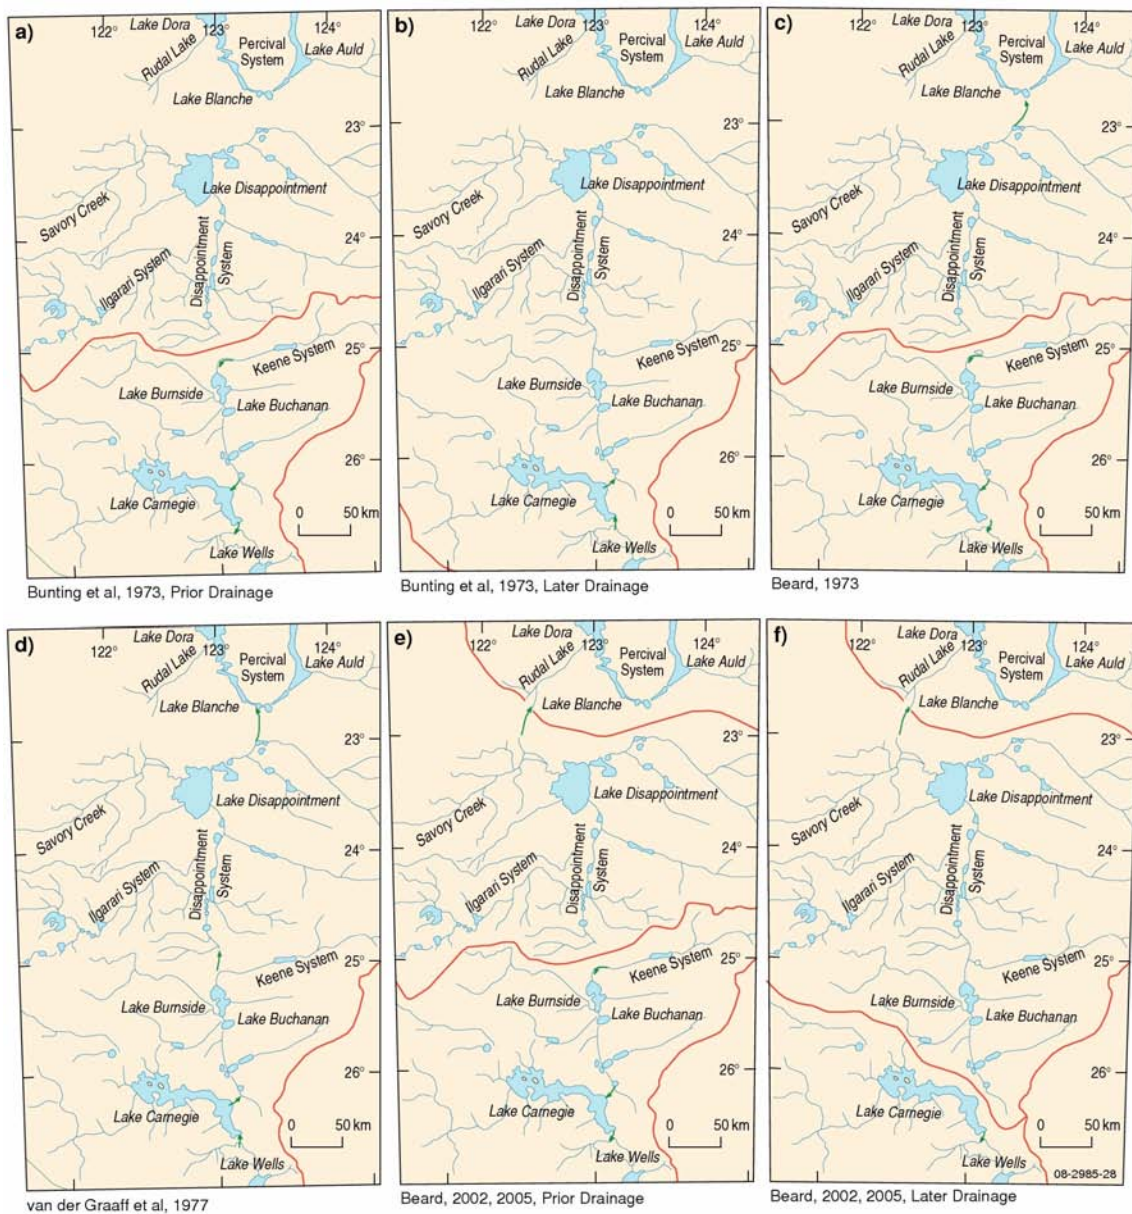 a)
122°
Lake Dora
123°
124°
Rudal Lake
Percival
System
Lake Auld
Lake Blanche
23°
Lake Disappointment
Savory Creek
Disappointment
System
24°
Ilgarari System
25°
Keene System
Lake Burnside
Lake Buchanan
26°
Lake Carnegie
0 50 km
Lake Wells
Bunting et al, 1973, Prior Drainage
b)
122°
Lake Dora
123°
124°
Rudal Lake
Percival
System
Lake Auld
Lake Blanche
23°
Lake Disappointment
Savory Creek
Disappointment
System
24°
Ilgarari System
25°
Keene System
Lake Burnside
Lake Buchanan
26°
Lake Carnegie
0 50 km
Lake Wells
Bunting et al, 1973, Later Drainage
c)
122°
Lake Dora
123°
124°
Rudal Lake
Percival
System
Lake Auld
Lake Blanche
23°
Lake Disappointment
Savory Creek
Disappointment
System
24°
Ilgarari System
25°
Keene System
Lake Burnside
Lake Buchanan
26°
Lake Carnegie
0 50 km
Lake Wells
Beard, 1973
d)
122°
Lake Dora
123°
124°
Rudal Lake
Percival
System
Lake Auld
Lake Blanche
23°
Lake Disappointment
Savory Creek
Disappointment
System
24°
Ilgarari System
25°
Keene System
Lake Burnside
Lake Buchanan
26°
Lake Carnegie
0 50 km
Lake Wells
van der Graaff et al, 1977
e)
122°
Lake Dora
123°
124°
Rudal Lake
Percival
System
Lake Auld
Lake Blanche
23°
Lake Disappointment
Savory Creek
Disappointment
System
24°
Ilgarari System
25°
Keene System
Lake Burnside
Lake Buchanan
26°
Lake Carnegie
0 50 km
Lake Wells
Beard, 2002, 2005, Prior Drainage
f)
122°
Lake Dora
123°
124°
Rudal Lake
Percival
System
Lake Auld
Lake Blanche
23°
Lake Disappointment
Savory Creek
Disappointment
System
24°
Ilgarari System
25°
Keene System
Lake Burnside
Lake Buchanan
26°
Lake Carnegie
0 50 km
Lake Wells
08-2985-28
Beard, 2002, 2005, Later Drainage